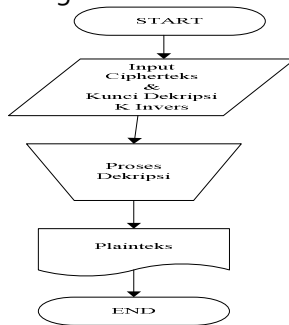 START
Input
Cipherteks
&
Kunci Dekripsi
K Invers
Proses
Dekripsi
Plainteks
END